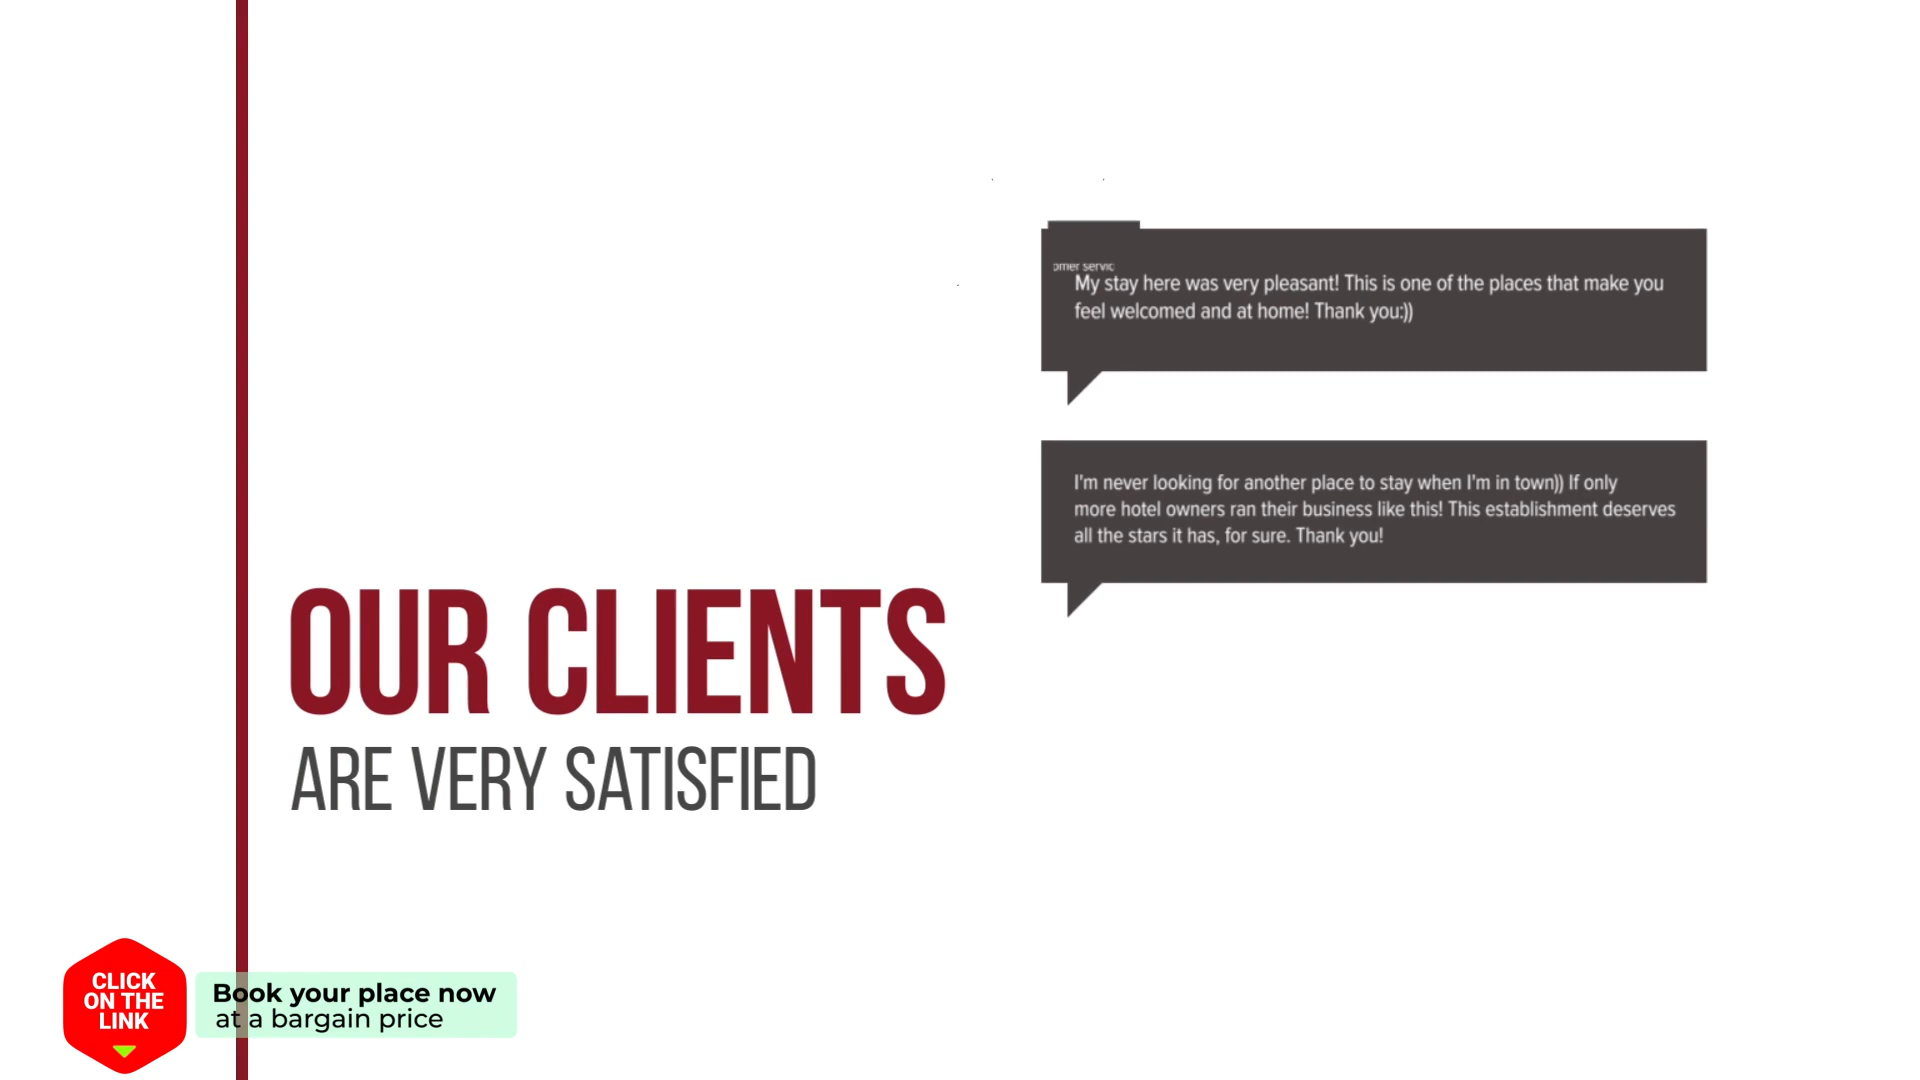 omer servic
My stay here was very pleasant! This is one of the places that make you
feel welcomed and at home! Thank you:))
I'm never looking for another place to stay when I'm in town)) If only
more hotel owners ran their business like this! This establishment deserves
all the stars it has, for sure. Thank you!
OUR CLIENTS
ARE VERY SATISFIED
CLICK
ON THE
LINK
Book your place now
at a bargain price